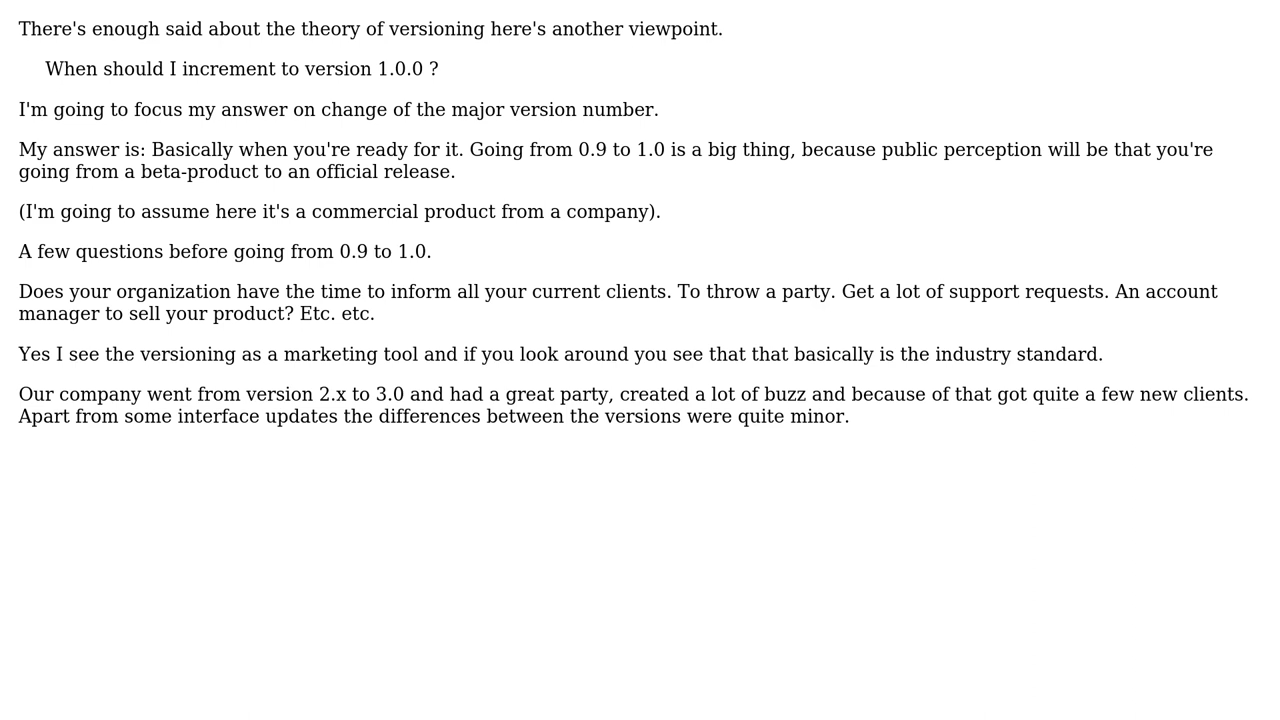 There's enough said about the theory of versioning here's another viewpoint.
When should I increment to version 1.0.0 ?
I'm going to focus my answer on change of the major version number.
My answer is: Basically when you're ready for it. Going from 0.9 to 1.0 is a big thing, because public perception will be that you're
going from a beta-product to an official release.
(I'm going to assume here it's a commercial product from a company).
A few questions before going from 0.9 to 1.0.
Does your organization have the time to inform all your current clients. To throw a party. Get a lot of support requests. An account
manager to sell your product? Etc. etc.
Yes I see the versioning as a marketing tool and if you look around you see that that basically is the industry standard.
Our company went from version 2.x to 3.0 and had a great party, created a lot of buzz and because of that got quite a few new clients.
Apart from some interface updates the differences between the versions were quite minor.